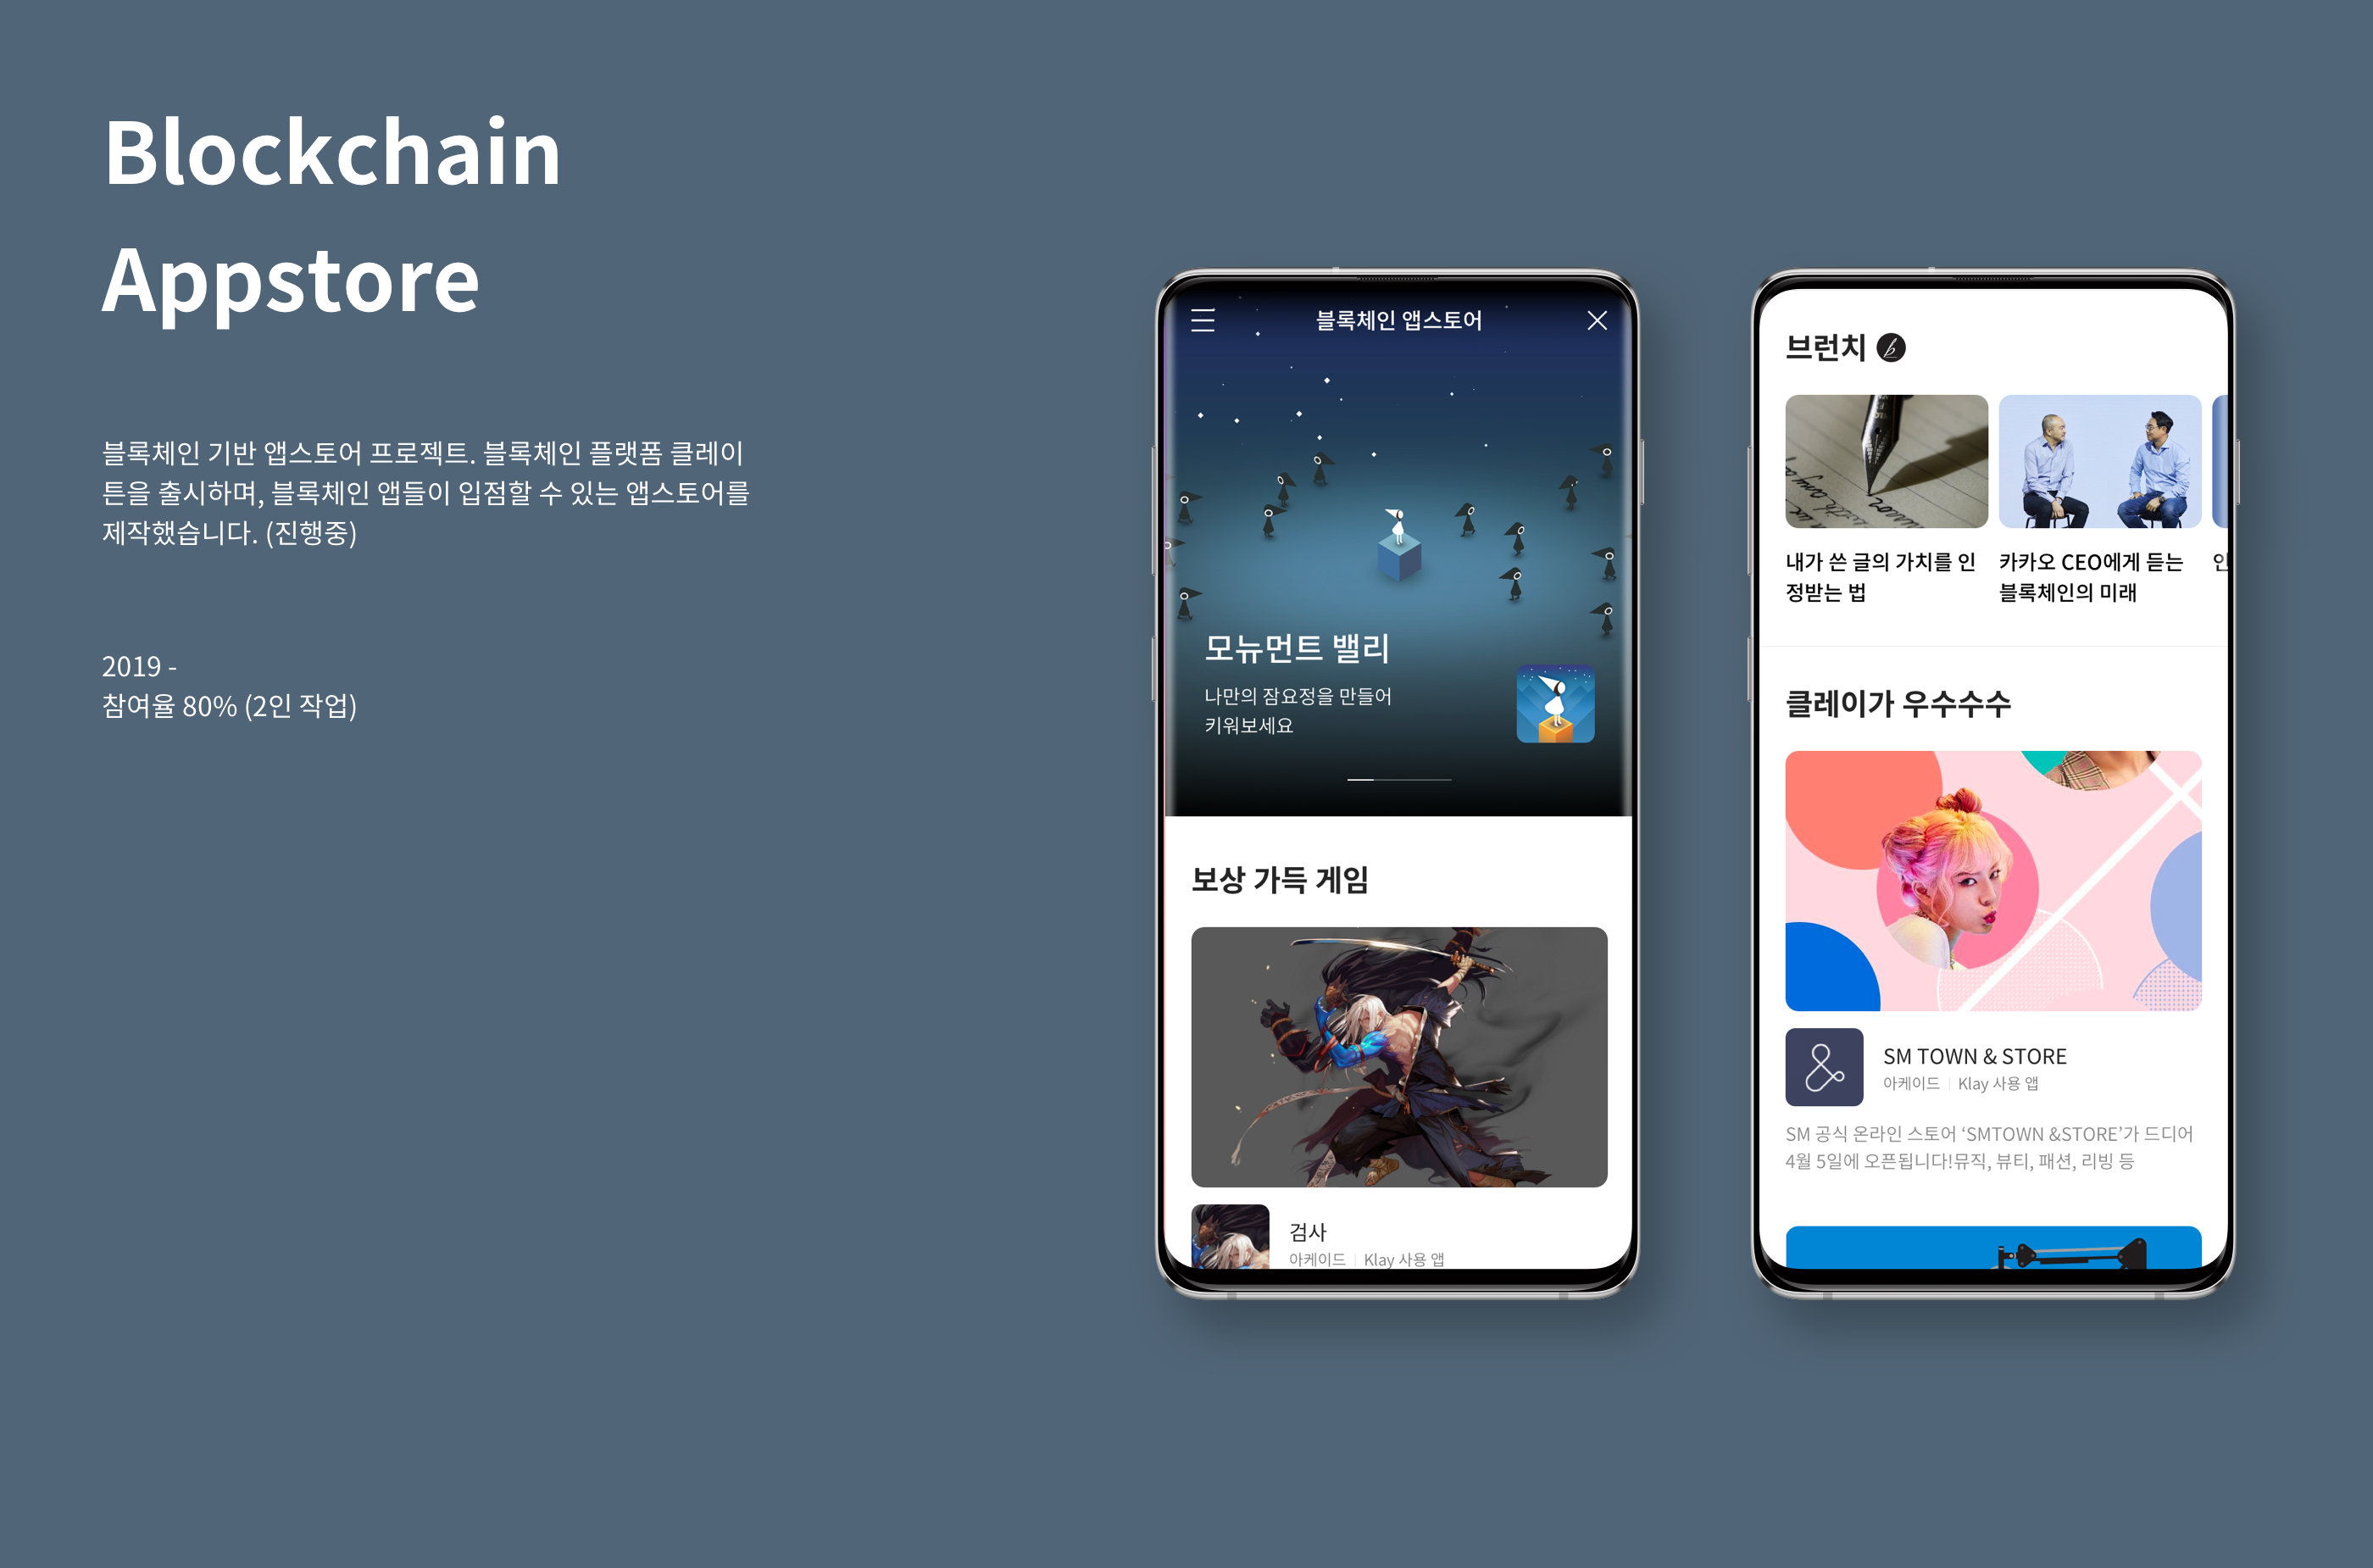 Blockchain
Appstore
블록체인 기반 앱스토어 프로젝트. 블록체인 플랫폼 클레이
튼을 출시하며, 블록체인 앱들이 입점할 수 있는 앱스토어를
제작했습니다. (진행중)
2019 -
참여율 80% (2인 작업)
블록체인 앱스토어
모뉴먼트 밸리
나만의 잠요정을 만들어
키워보세요
보상 가득 게임
검사
아케이드 | Klay 사용 앱
브런치
내가 쓴 글의 가치를 인
정받는 법
카카오 CEO에게 듣는
블록체인의 미래
클레이가 우수수수
SM TOWN & STORE
아케이드 | Klay 사용 앱
SM 공식 온라인 스토어 ‘SMTOWN &STORE’가 드디어
4월 5일에 오픈됩니다!뮤직, 뷰티, 패션, 리빙 등